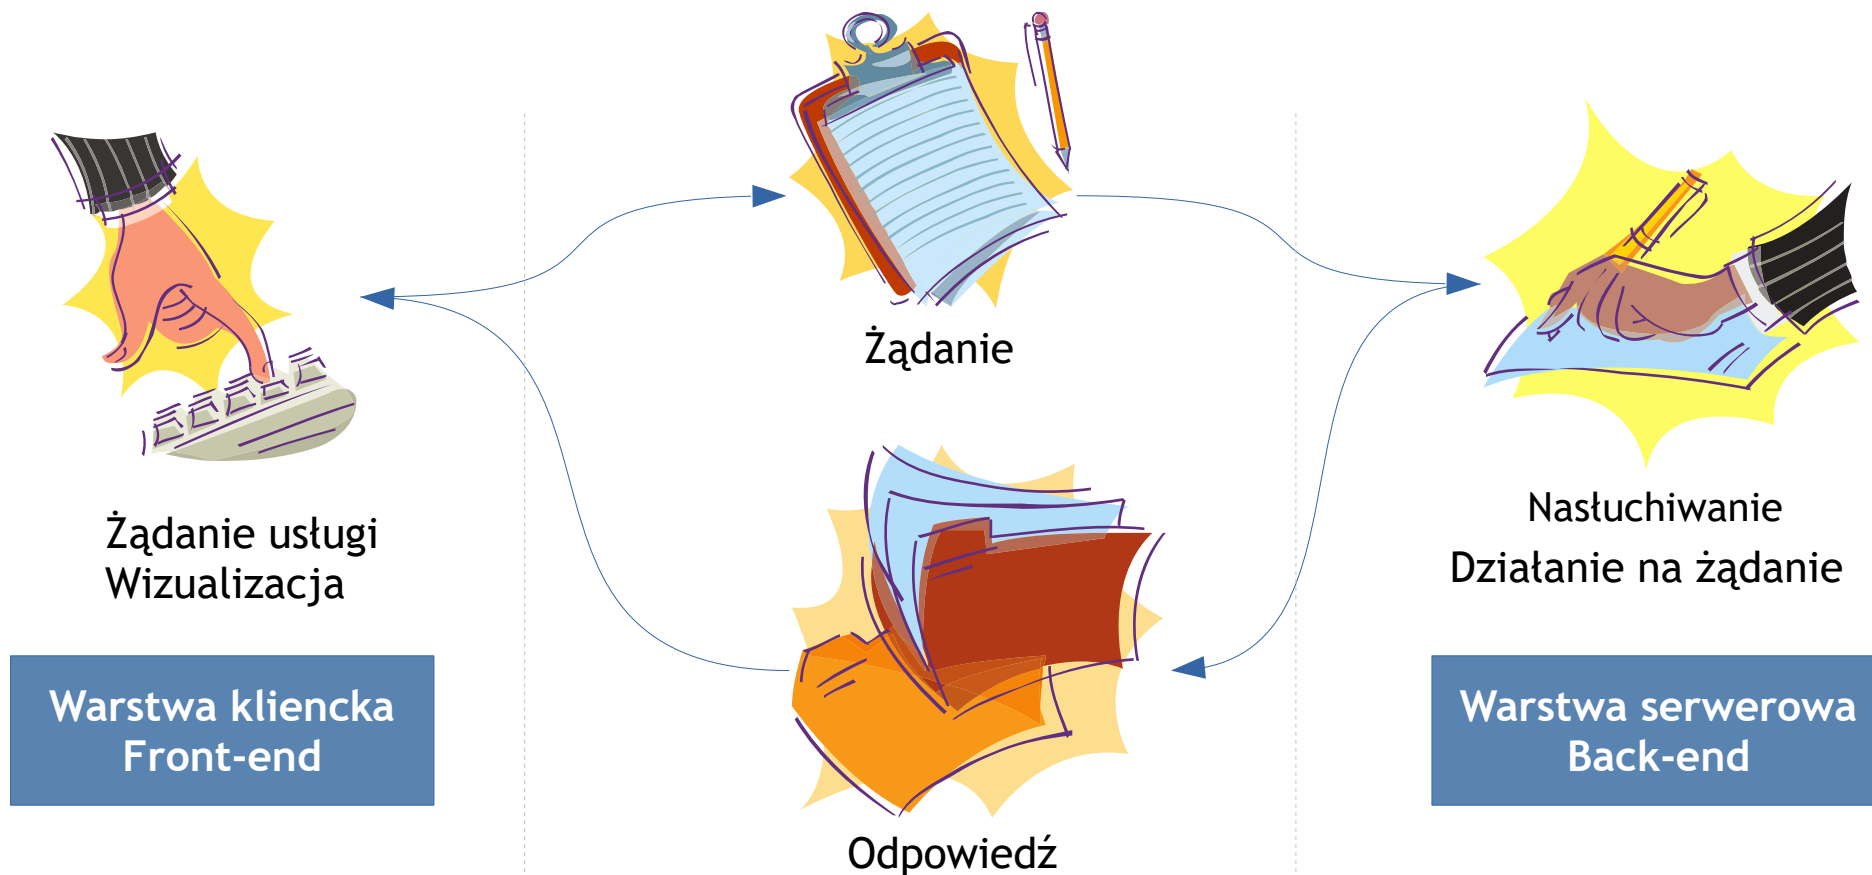 Żądanie
Żądanie usługi
Wizualizacja
Nasłuchiwanie
Działanie na żądanie
Warstwa kliencka
Front-end
Warstwa serwerowa
Back-end
Odpowiedź